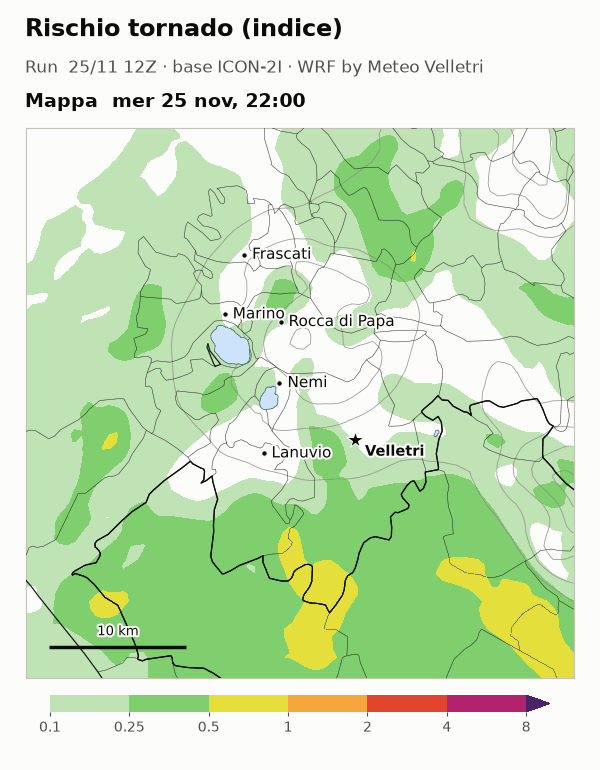 Rischio tornado (indice)
Run  25/11 12Z · base ICON-2I · WRF by Meteo Velletri
Mappa  mer 25 nov, 22:00
Frascati
Marino
Rocca di Papa
Nemi
Velletri
Lanuvio
10 km
0.1
0.25
0.5
1
2
4
8